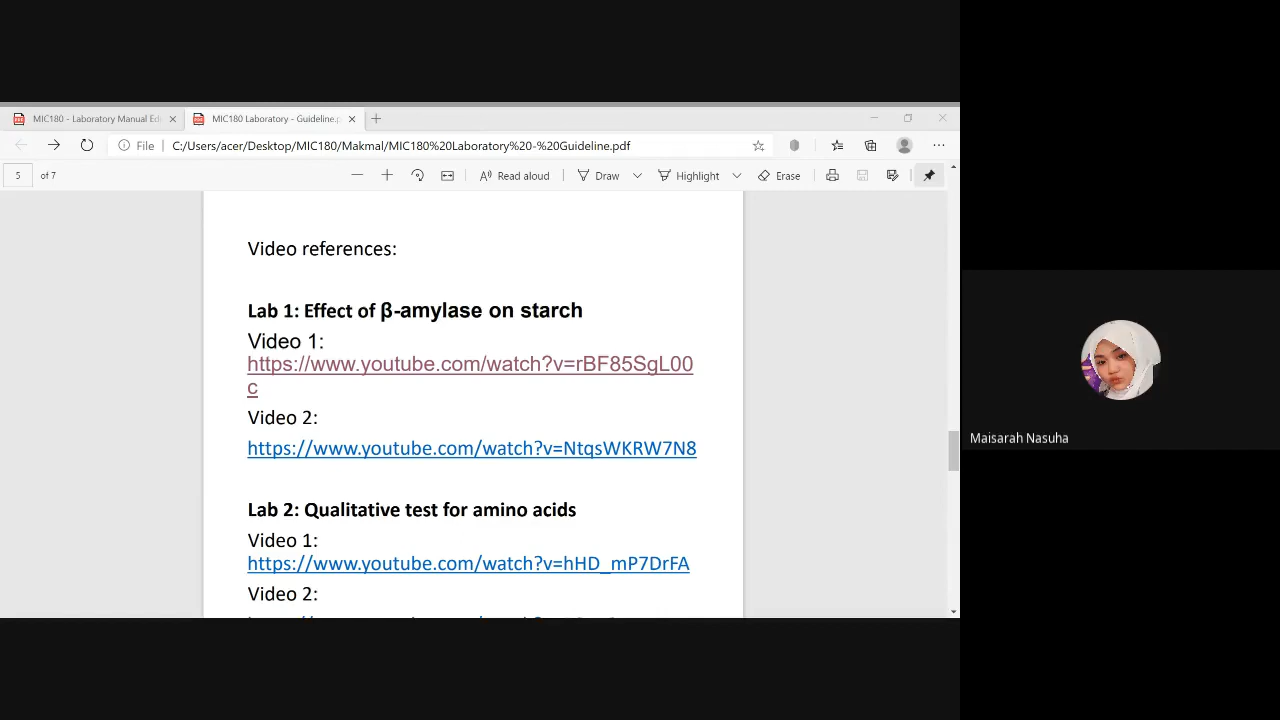 MIC180 - Laboratory Manual Edi
MIC180 Laboratory - Guideline.p
File
C:/Users/acer/Desktop/MIC180/Makmal/MIC180%20Laboratory%20-%20Guideline.pdf
5 of 7
Read aloud
Draw
Highlight
Erase
Video references:
Lab 1: Effect of β-amylase on starch
Video 1:
https://www.youtube.com/watch?v=rBF85SgL00
c
Video 2:
https://www.youtube.com/watch?v=NtqsWKRW7N8
Lab 2: Qualitative test for amino acids
Video 1:
https://www.youtube.com/watch?v=hHD_mP7DrFA
Video 2:
Maisarah Nasuha